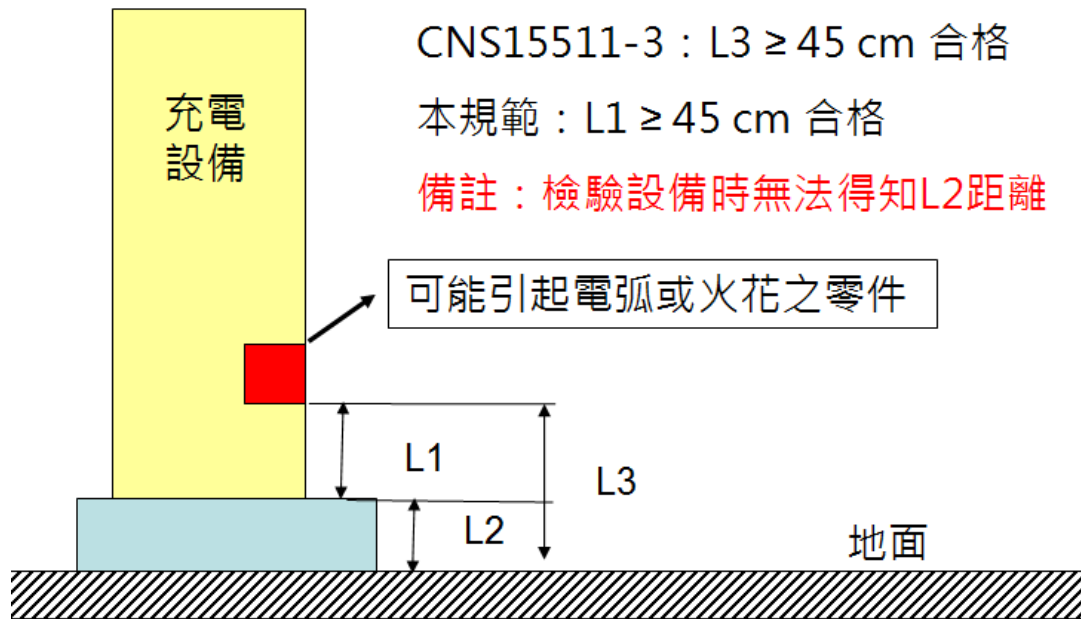 CNS15511-3：L3 ≥ 45 cm 合格
本規範：L1 ≥ 45 cm 合格
備註：檢驗設備時無法得知L2距離
充電
設備
可能引起電弧或火花之零件
L1
L3
L2
地面